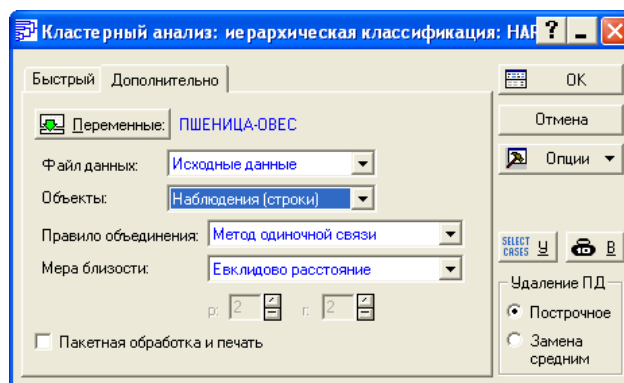 Кластерный анализ: иерархическая классификация: HAR ?
Быстрый Дополнительно
OK
Переменные: ПШЕНИЦА-ОВЕС
Отмена
Файл данных: Исходные данные
Опции
Объекты: Наблюдения (строки)
Правило объединения: Метод одиночной связи
SELECT CASES У В
Мера близости: Евклидово расстояние
Удаление ПД
p: 2 r: 2
Построчное
Пакетная обработка и печать
Замена
средним